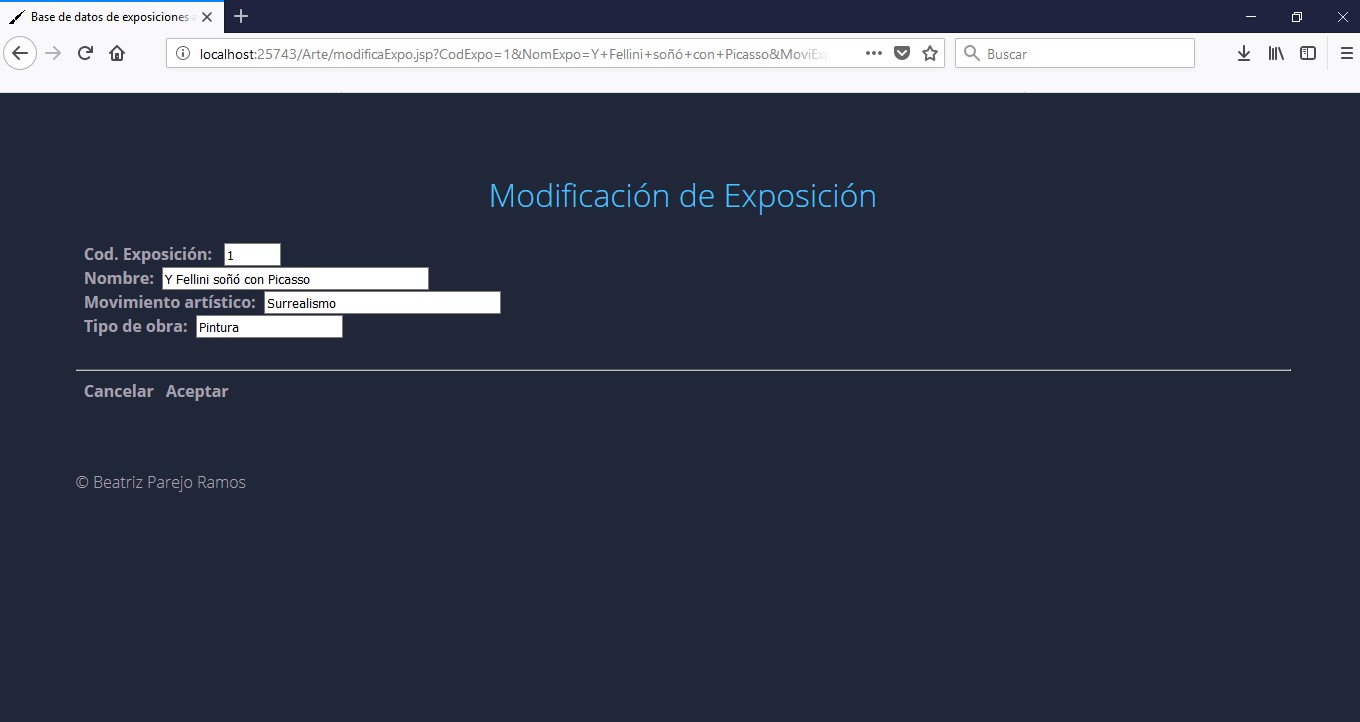 Base de datos de exposiciones
localhost:25743/Arte/modificaExpo.jsp?CodExpo=1&NomExpo=Y+Fellini+soñó+con+Picasso&MoviExp
Buscar
Modificación de Exposición
Cod. Exposición: 1
Nombre: Y Fellini soñó con Picasso
Movimiento artístico: Surrealismo
Tipo de obra: Pintura
Cancelar Aceptar
© Beatriz Parejo Ramos